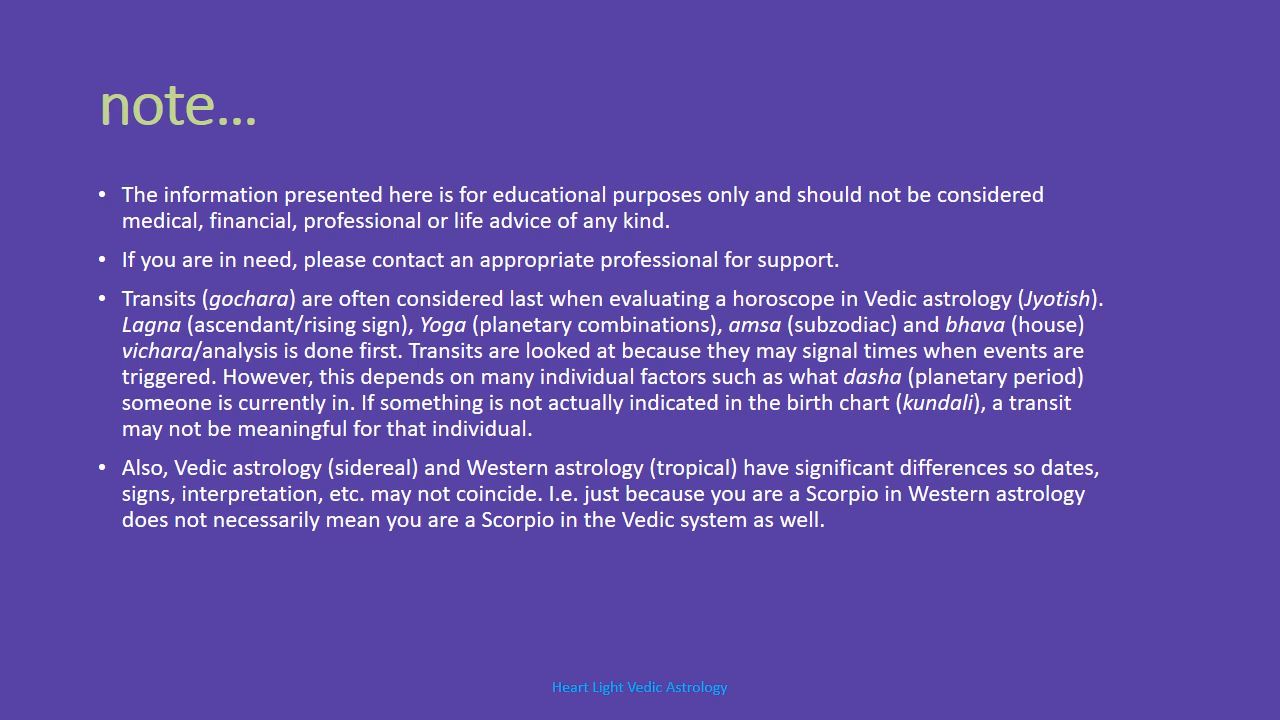 note...
• The information presented here is for educational purposes only and should not be considered
medical, financial, professional or life advice of any kind.
• If you are in need, please contact an appropriate professional for support.
• Transits (gochara) are often considered last when evaluating a horoscope in Vedic astrology (Jyotish).
Lagna (ascendant/rising sign), Yoga (planetary combinations), amsa (subzodiac) and bhava (house)
vichara/analysis is done first. Transits are looked at because they may signal times when events are
triggered. However, this depends on many individual factors such as what dasha (planetary period)
someone is currently in. If something is not actually indicated in the birth chart (kundali), a transit
may not be meaningful for that individual.
• Also, Vedic astrology (sidereal) and Western astrology (tropical) have significant differences so dates,
signs, interpretation, etc. may not coincide. I.e. just because you are a Scorpio in Western astrology
does not necessarily mean you are a Scorpio in the Vedic system as well.
Heart Light Vedic Astrology